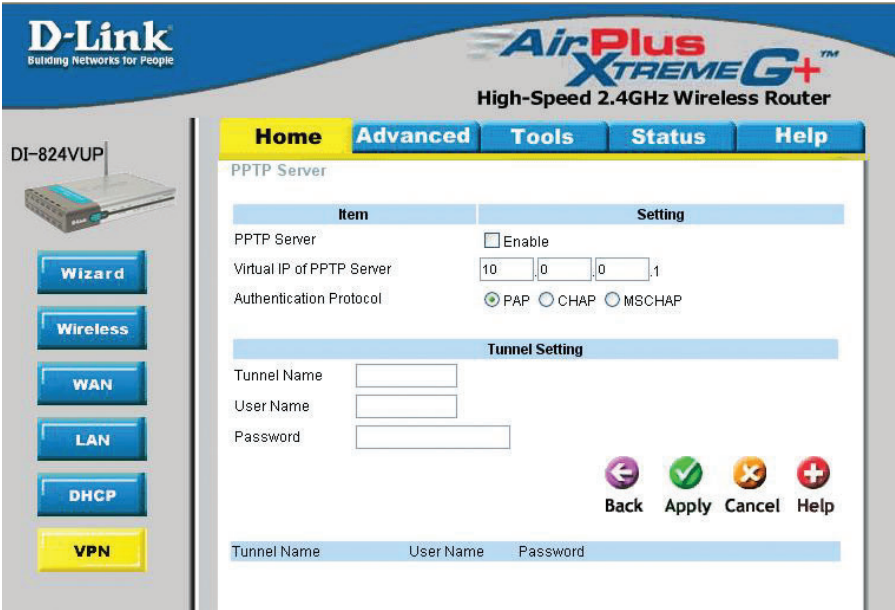 D-Link
Building Networks for People
AirPlus
XTREME G+™
High-Speed 2.4GHz Wireless Router
DI-824VUP
D-Link
Home Advanced Tools Status Help
PPTP Server
Item Setting
PPTP Server Enable
Virtual IP of PPTP Server 10 .0 .0 .1
Authentication Protocol PAP CHAP MSCHAP
Tunnel Setting
Tunnel Name
User Name
Password
Back Apply Cancel Help
Tunnel Name User Name Password
Wizard
Wireless
WAN
LAN
DHCP
VPN